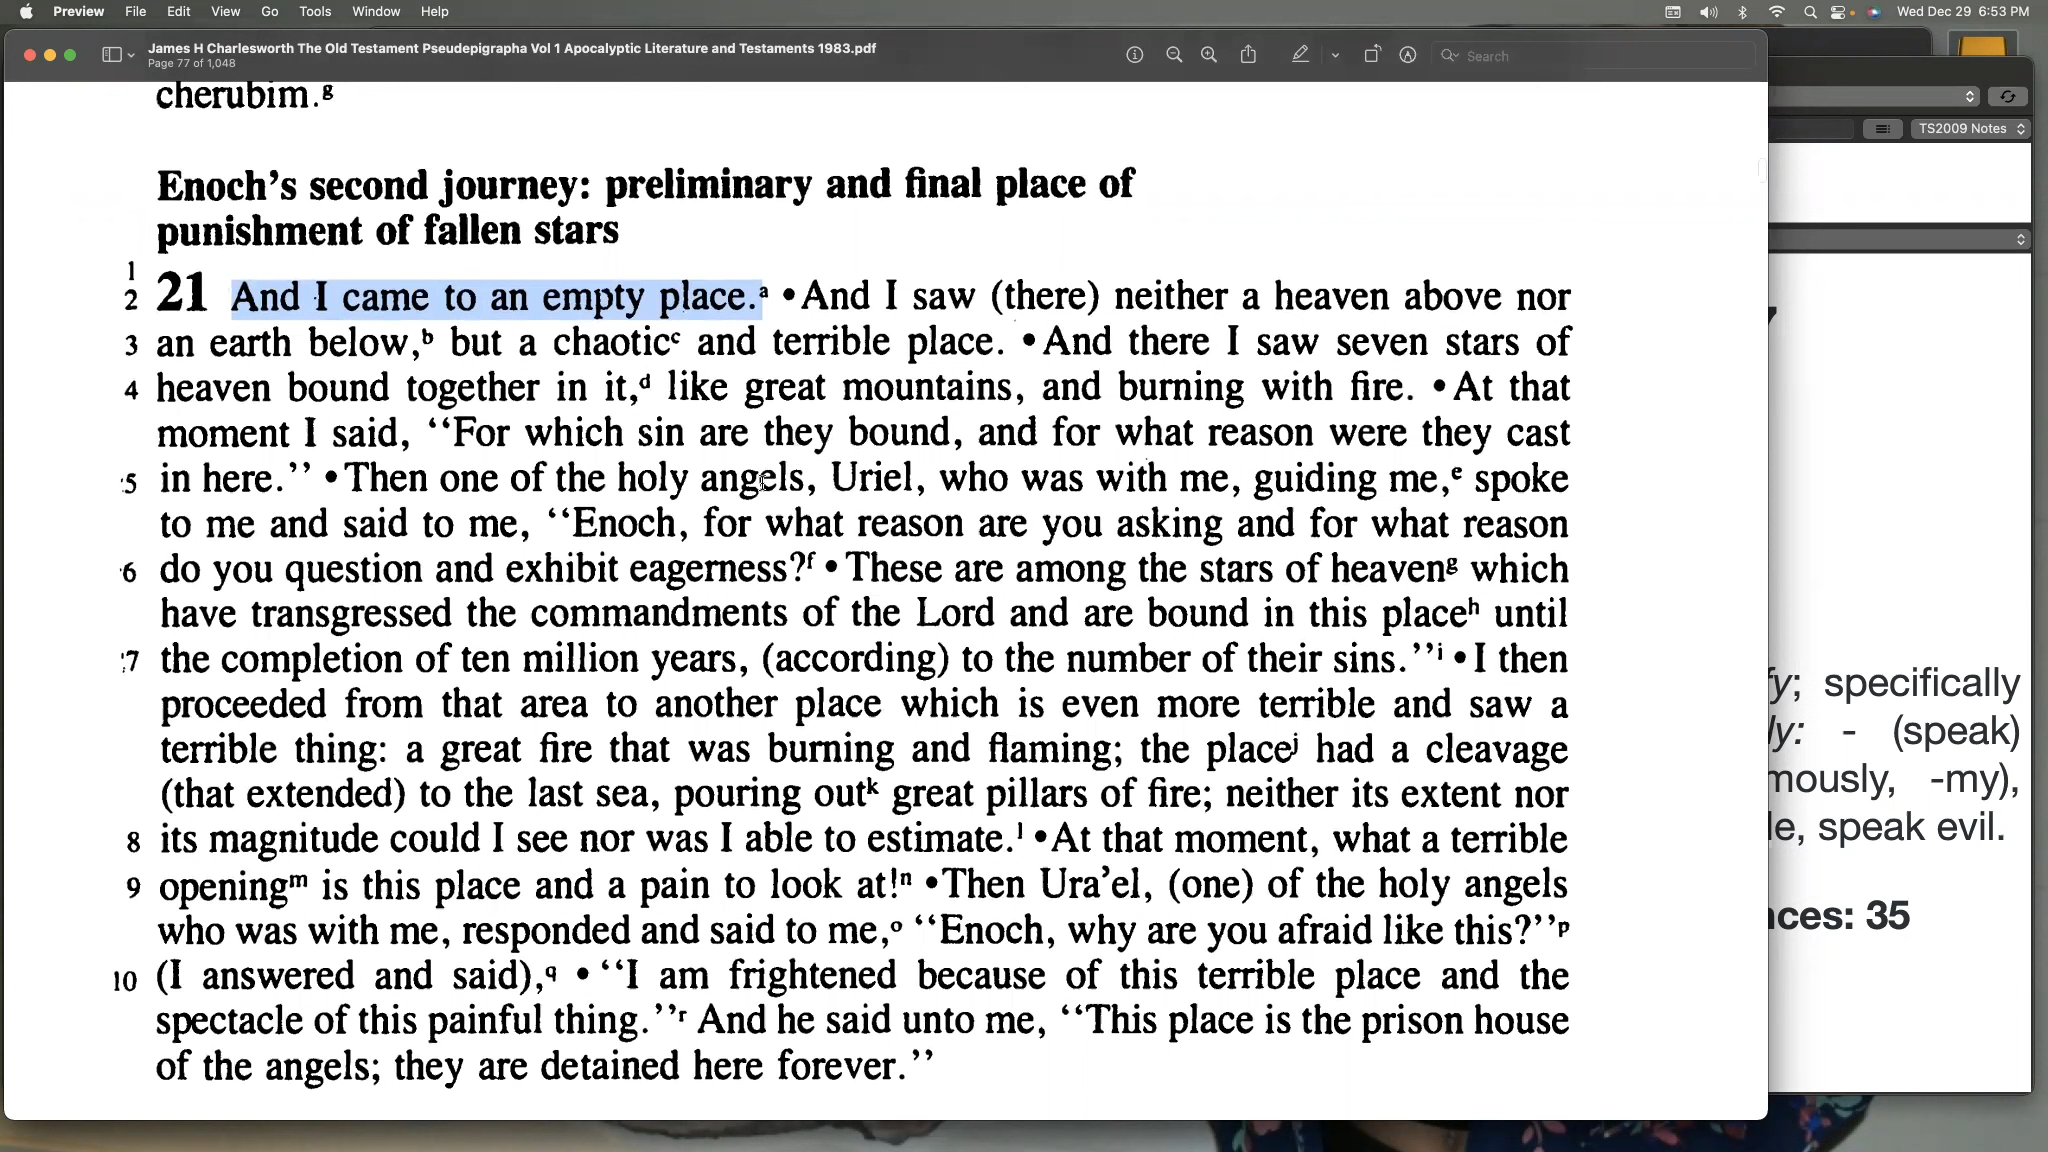 Preview File Edit View Go Tools Window Help Wed Dec 29 6:53 PM
James H Charlesworth The Old Testament Pseudepigrapha Vol 1 Apocalyptic Literature and Testaments 1983.pdf
Page 77 of 1,048
Search
TS2009 Notes
cherubim.g
Enoch's second journey: preliminary and final place of
punishment of fallen stars
1
2 21 And I came to an empty place.a •And I saw (there) neither a heaven above nor
3 an earth below,b but a chaoticc and terrible place. •And there I saw seven stars of
4 heaven bound together in it,d like great mountains, and burning with fire. •At that
moment I said, ‘‘For which sin are they bound, and for what reason were they cast
5 in here.’’ •Then one of the holy angels, Uriel, who was with me, guiding me,e spoke
to me and said to me, ‘‘Enoch, for what reason are you asking and for what reason
6 do you question and exhibit eagerness?f •These are among the stars of heaveng which
have transgressed the commandments of the Lord and are bound in this placeh until
7 the completion of ten million years, (according) to the number of their sins.’’i •I then
proceeded from that area to another place which is even more terrible and saw a
terrible thing: a great fire that was burning and flaming; the placej had a cleavage
(that extended) to the last sea, pouring outk great pillars of fire; neither its extent nor
8 its magnitude could I see nor was I able to estimate.l •At that moment, what a terrible
9 openingm is this place and a pain to look at!n •Then Ura’el, (one) of the holy angels
who was with me, responded and said to me,o ‘‘Enoch, why are you afraid like this?’’p
10 (I answered and said),q •‘‘I am frightened because of this terrible place and the
spectacle of this painful thing.’’r And he said unto me, ‘‘This place is the prison house
of the angels; they are detained here forever.’’
fy; specifically
ly: - (speak)
mously, -my),
le, speak evil.
nces: 35